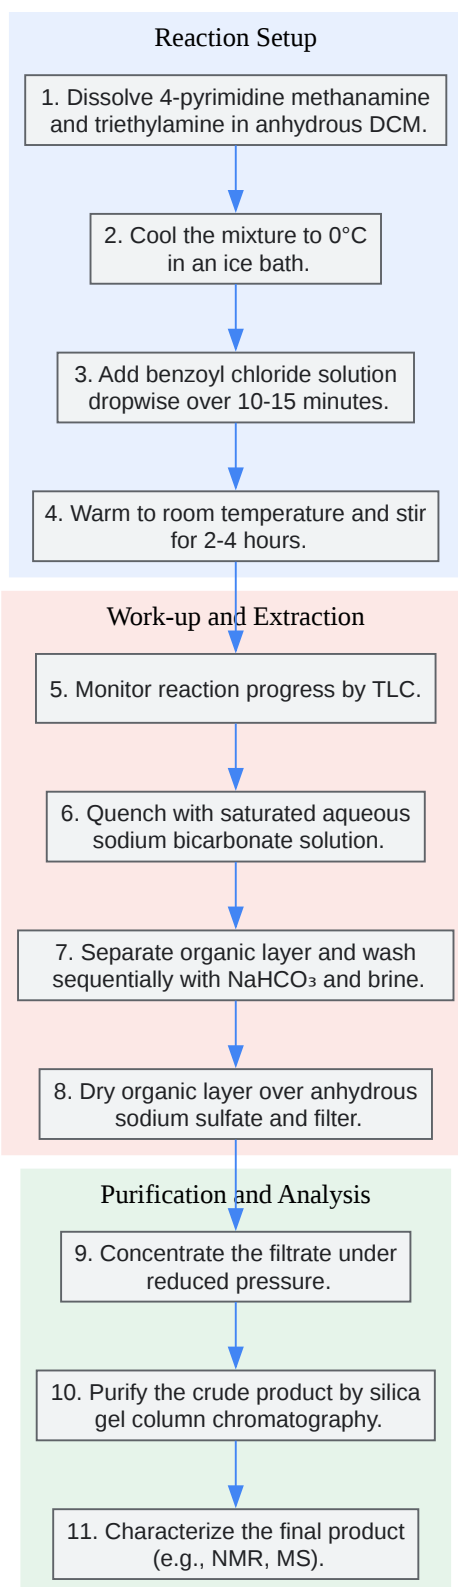 Reaction Setup
1. Dissolve 4-pyrimidine methanamine
and triethylamine in anhydrous DCM.
2. Cool the mixture to 0°C
in an ice bath.
3. Add benzoyl chloride solution
dropwise over 10-15 minutes.
4. Warm to room temperature and stir
for 2-4 hours.
Work-up and Extraction
5. Monitor reaction progress by TLC.
6. Quench with saturated aqueous
sodium bicarbonate solution.
7. Separate organic layer and wash
sequentially with NaHCO₃ and brine.
8. Dry organic layer over anhydrous
sodium sulfate and filter.
Purification and Analysis
9. Concentrate the filtrate under
reduced pressure.
10. Purify the crude product by silica
gel column chromatography.
11. Characterize the final product
(e.g., NMR, MS).